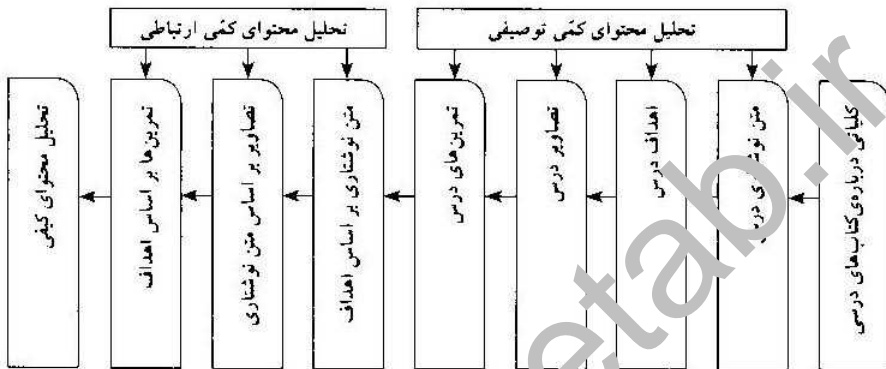 تحلیل محتوای کمّی توصیفی
تحلیل محتوای کمّی ارتباطی
کلیاتی درباره‌ی کتاب‌های درسی
متن نوشتاری درس
اهداف درس
تصاویر درس
تمرین‌های درس
متن نوشتاری بر اساس اهداف
تصاویر بر اساس متن نوشتاری
تمرین‌ها بر اساس اهداف
تحلیل محتوای کیفی
etab.ir